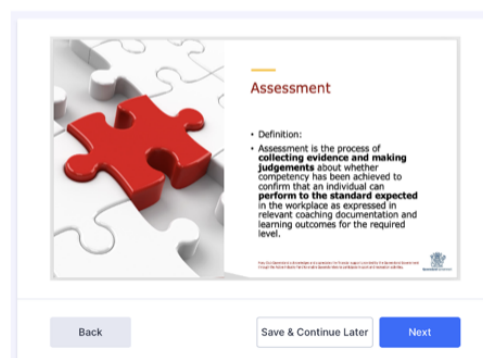 Assessment
• Definition:
• Assessment is the process of
collecting evidence and making
judgements about whether
competency has been achieved to
confirm that an individual can
perform to the standard expected
in the workplace as expressed in
relevant coaching documentation and
learning outcomes for the required
level.
Back
Save & Continue Later
Next